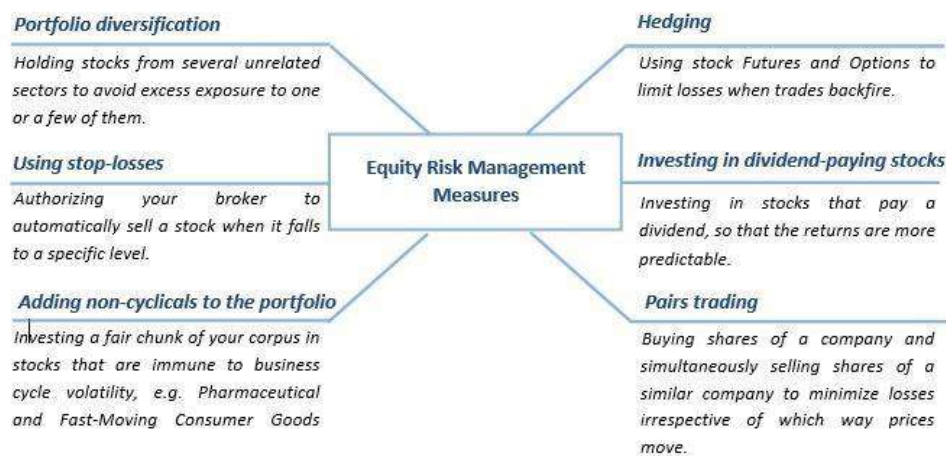 Portfolio diversification
Holding stocks from several unrelated
sectors to avoid excess exposure to one
or a few of them.
Using stop-losses
Authorizing your broker to
automatically sell a stock when it falls
to a specific level.
Adding non-cyclicals to the portfolio
Investing a fair chunk of your corpus in
stocks that are immune to business
cycle volatility, e.g. Pharmaceutical
and Fast-Moving Consumer Goods
Equity Risk Management
Measures
Hedging
Using stock Futures and Options to
limit losses when trades backfire.
Investing in dividend-paying stocks
Investing in stocks that pay a
dividend, so that the returns are more
predictable.
Pairs trading
Buying shares of a company and
simultaneously selling shares of a
similar company to minimize losses
irrespective of which way prices
move.